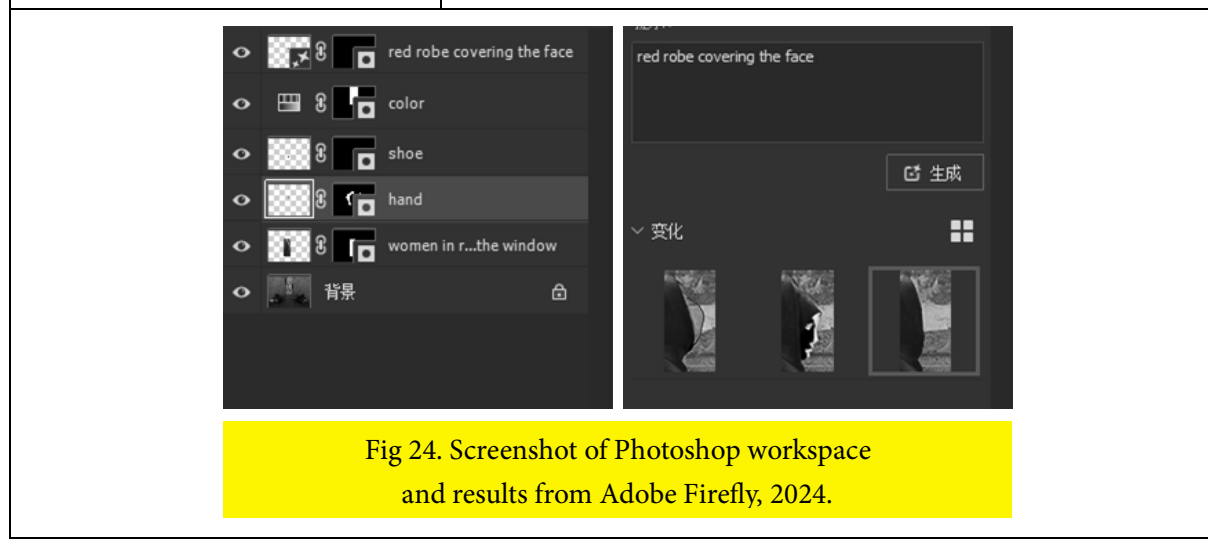 red robe covering the face
color
shoe
hand
women in r...the window
背景
red robe covering the face
生成
变化
Fig 24. Screenshot of Photoshop workspace
and results from Adobe Firefly, 2024.